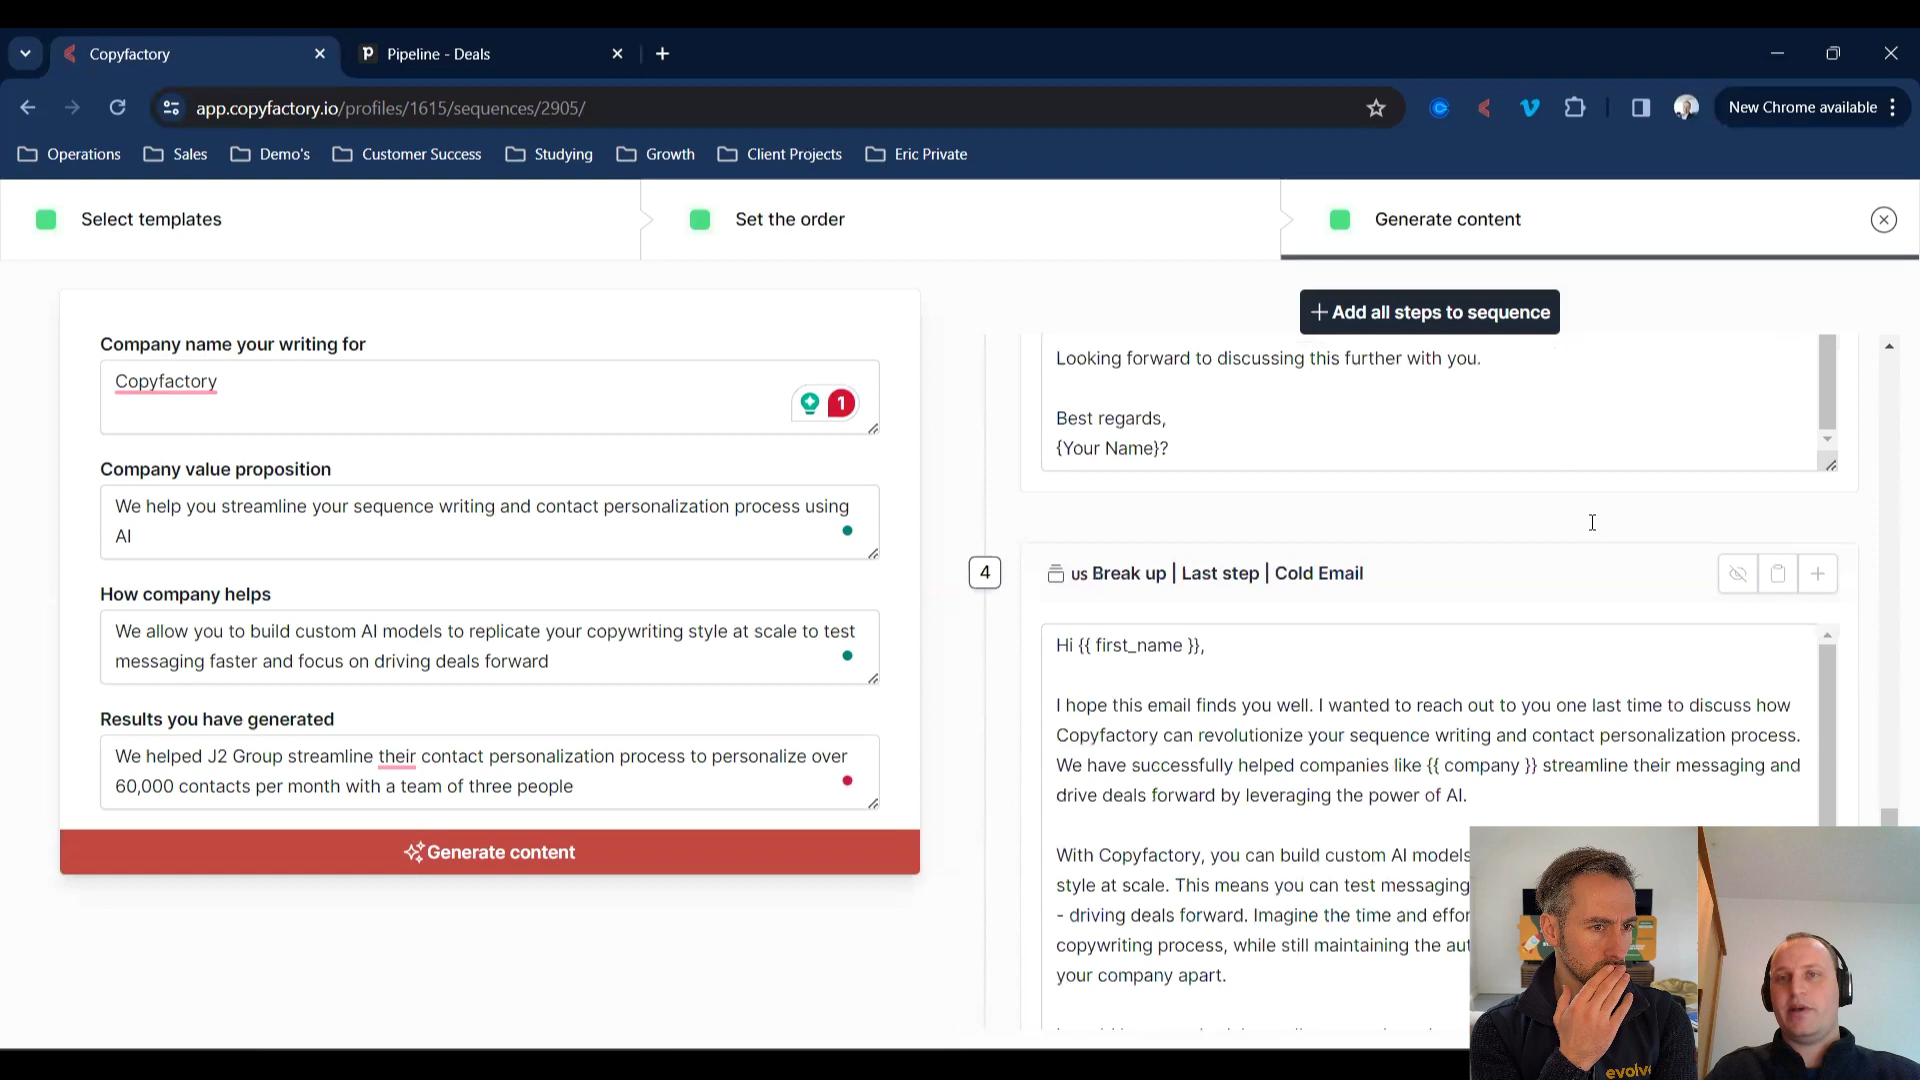 Copyfactory
Pipeline - Deals
app.copyfactory.io/profiles/1615/sequences/2905/
New Chrome available
Operations
Sales
Demo's
Customer Success
Studying
Growth
Client Projects
Eric Private
Select templates
Set the order
Generate content
Company name your writing for
Copyfactory
1
Company value proposition
We help you streamline your sequence writing and contact personalization process using
AI
How company helps
We allow you to build custom AI models to replicate your copywriting style at scale to test
messaging faster and focus on driving deals forward
Results you have generated
We helped J2 Group streamline their contact personalization process to personalize over
60,000 contacts per month with a team of three people
Generate content
Add all steps to sequence
Looking forward to discussing this further with you.
Best regards,
{Your Name}?
4
US Break up | Last step | Cold Email
Hi {{ first_name }},
I hope this email finds you well. I wanted to reach out to you one last time to discuss how
Copyfactory can revolutionize your sequence writing and contact personalization process.
We have successfully helped companies like {{ company }} streamline their messaging and
drive deals forward by leveraging the power of AI.
With Copyfactory, you can build custom AI models
style at scale. This means you can test messaging
- driving deals forward. Imagine the time and effor
copywriting process, while still maintaining the aut
your company apart.
evolve